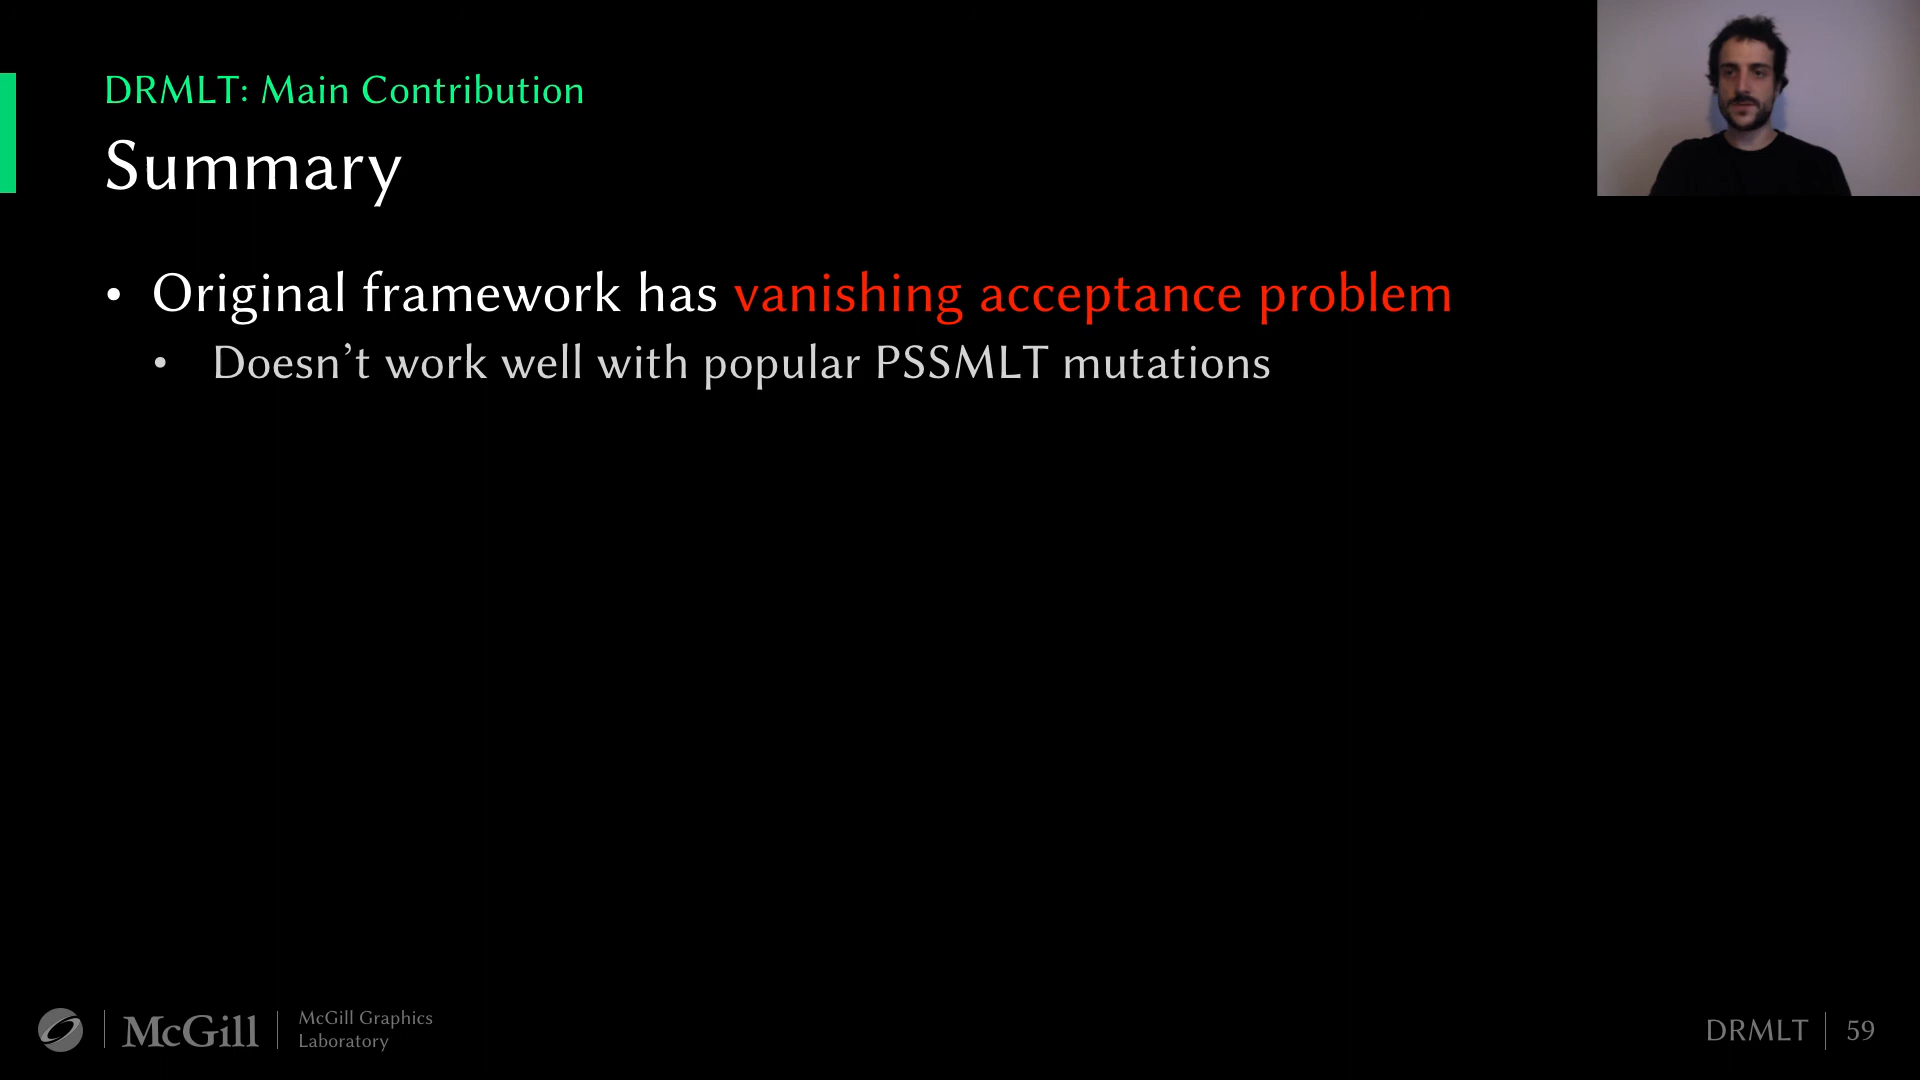 DRMLT: Main Contribution
Summary
• Original framework has vanishing acceptance problem
• Doesn’t work well with popular PSSMLT mutations
McGill
McGill Graphics
Laboratory
DRMLT
59